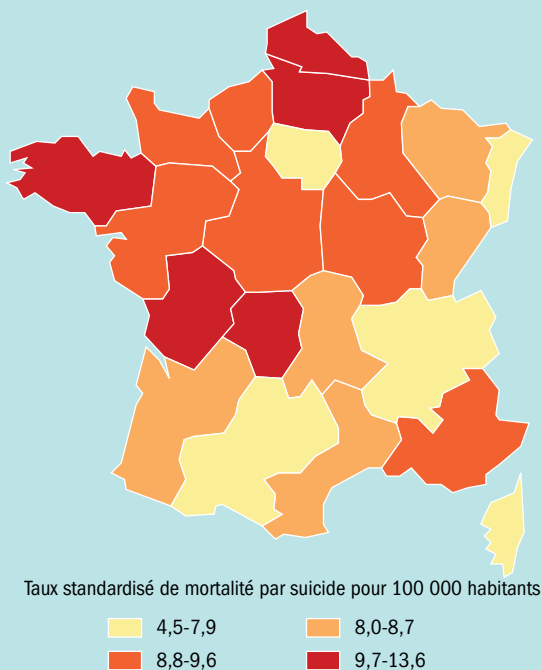 Taux standardisé de mortalité par suicide pour 100 000 habitants
4,5-7,9 8,0-8,7
8,8-9,6 9,7-13,6